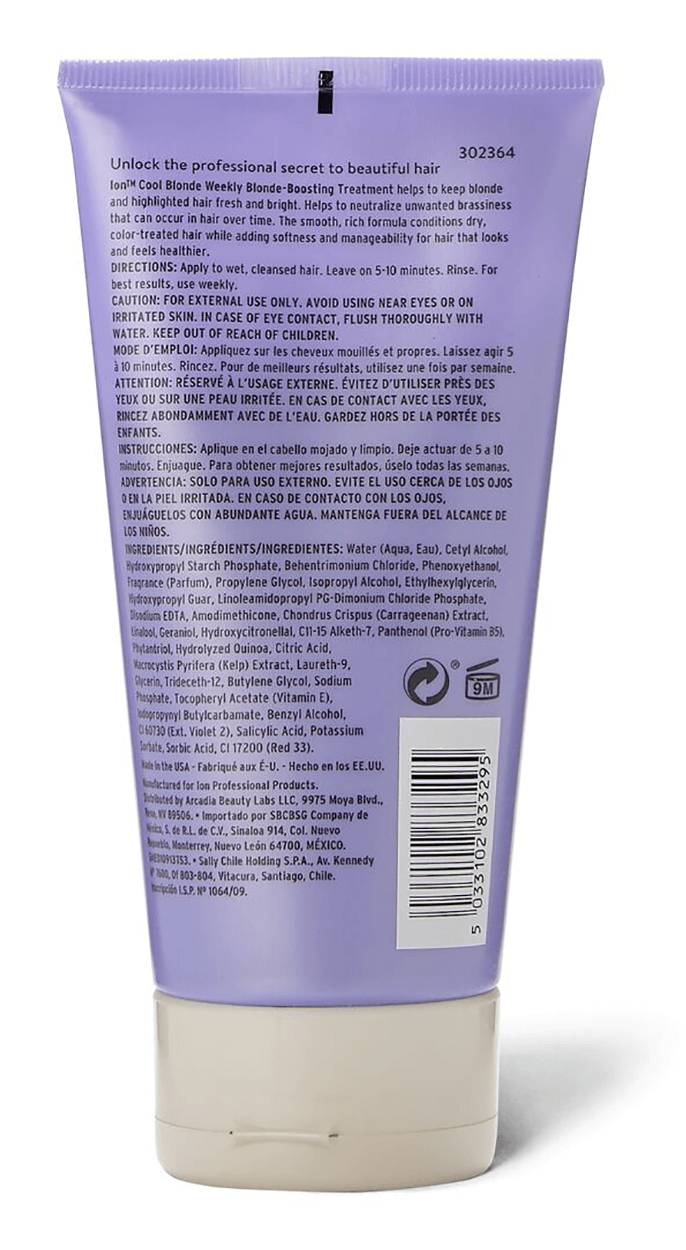 302364
Unlock the professional secret to beautiful hair
Ion™ Cool Blonde Weekly Blonde-Boosting Treatment helps to keep blonde
and highlighted hair fresh and bright. Helps to neutralize unwanted brassiness
that can occur in hair over time. The smooth, rich formula conditions dry,
color-treated hair while adding softness and manageability for hair that looks
and feels healthier.
DIRECTIONS: Apply to wet, cleansed hair. Leave on 5-10 minutes. Rinse. For
best results, use weekly.
CAUTION: FOR EXTERNAL USE ONLY. AVOID USING NEAR EYES OR ON
IRRITATED SKIN. IN CASE OF EYE CONTACT, FLUSH THOROUGHLY WITH
WATER. KEEP OUT OF REACH OF CHILDREN.
MODE D'EMPLOI: Appliquez sur les cheveux mouillés et propres. Laissez agir 5
à 10 minutes. Rincez. Pour de meilleurs résultats, utilisez une fois par semaine.
ATTENTION: RÉSERVÉ À L'USAGE EXTERNE. ÉVITEZ D'UTILISER PRÈS DES
YEUX OU SUR UNE PEAU IRRITÉE. EN CAS DE CONTACT AVEC LES YEUX,
RINCEZ ABONDAMMENT AVEC DE L'EAU. GARDEZ HORS DE LA PORTÉE DES
ENFANTS.
INSTRUCCIONES: Aplique en el cabello mojado y limpio. Deje actuar de 5 a 10
minutos. Enjuague. Para obtener mejores resultados, úselo todas las semanas.
ADVERTENCIA: SOLO PARA USO EXTERNO. EVITE EL USO CERCA DE LOS OJOS
O EN LA PIEL IRRITADA. EN CASO DE CONTACTO CON LOS OJOS,
ENJUÁGUELOS CON ABUNDANTE AGUA. MANTENGA FUERA DEL ALCANCE DE
LOS NIÑOS.
INGREDIENTS/INGRÉDIENTS/INGREDIENTES: Water (Aqua, Eau), Cetyl Alcohol,
Hydroxypropyl Starch Phosphate, Behentrimonium Chloride, Phenoxyethanol,
Fragrance (Parfum), Propylene Glycol, Isopropyl Alcohol, Ethylhexylglycerin,
Hydroxypropyl Guar, Linoleamidopropyl PG-Dimonium Chloride Phosphate,
Disodium EDTA, Amodimethicone, Chondrus Crispus (Carrageenan) Extract,
Linalool, Geraniol, Hydroxycitronellal, C11-15 Alketh-7, Panthenol (Pro-Vitamin B5),
Phytantriol, Hydrolyzed Quinoa, Citric Acid,
Macrocystis Pyrifera (Kelp) Extract, Laureth-9,
Glycerin, Trideceth-12, Butylene Glycol, Sodium
Phosphate, Tocopheryl Acetate (Vitamin E),
Iodopropynyl Butylcarbamate, Benzyl Alcohol,
CI 60730 (Ext. Violet 2), Salicylic Acid, Potassium
Sorbate, Sorbic Acid, CI 17200 (Red 33).
Made in the USA - Fabriqué aux É-U. - Hecho en los EE.UU.
Manufactured for Ion Professional Products.
Distributed by Arcadia Beauty Labs LLC, 9975 Moya Blvd.,
Reno, NV 89506. • Importado por SBCBSG Company de
México, S. de R.L. de C.V., Sinaloa 914, Col. Nuevo
Repueblo, Monterrey, Nuevo León 64700, MÉXICO.
• Sally Chile Holding S.P.A., Av. Kennedy
N° 7600, Of 803-804, Vitacura, Santiago, Chile.
Inscripción I.S.P. Nº 1064/09.
®
9M
5 033102 833295